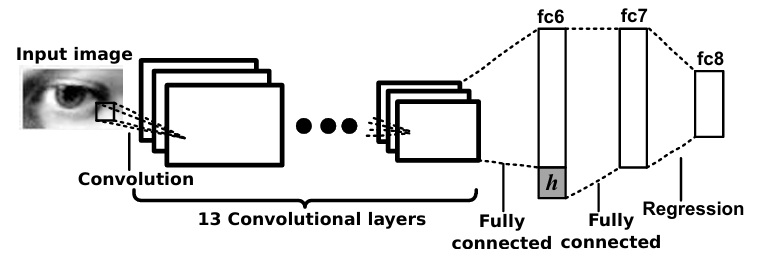 Input image
Convolution
13 Convolutional layers
fc6
fc7
fc8
h
Fully
connected
Fully
connected
Regression